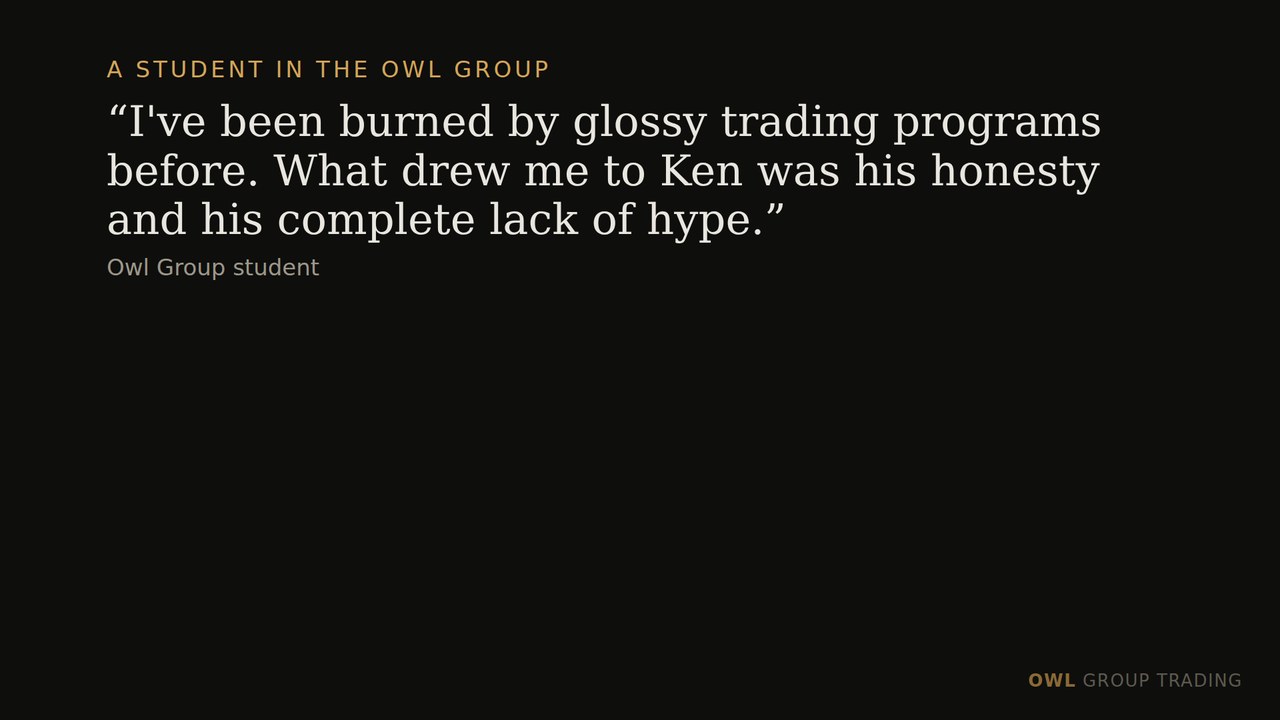 A STUDENT IN THE OWL GROUP
“I've been burned by glossy trading programs
before. What drew me to Ken was his honesty
and his complete lack of hype.”
Owl Group student
OWL GROUP TRADING